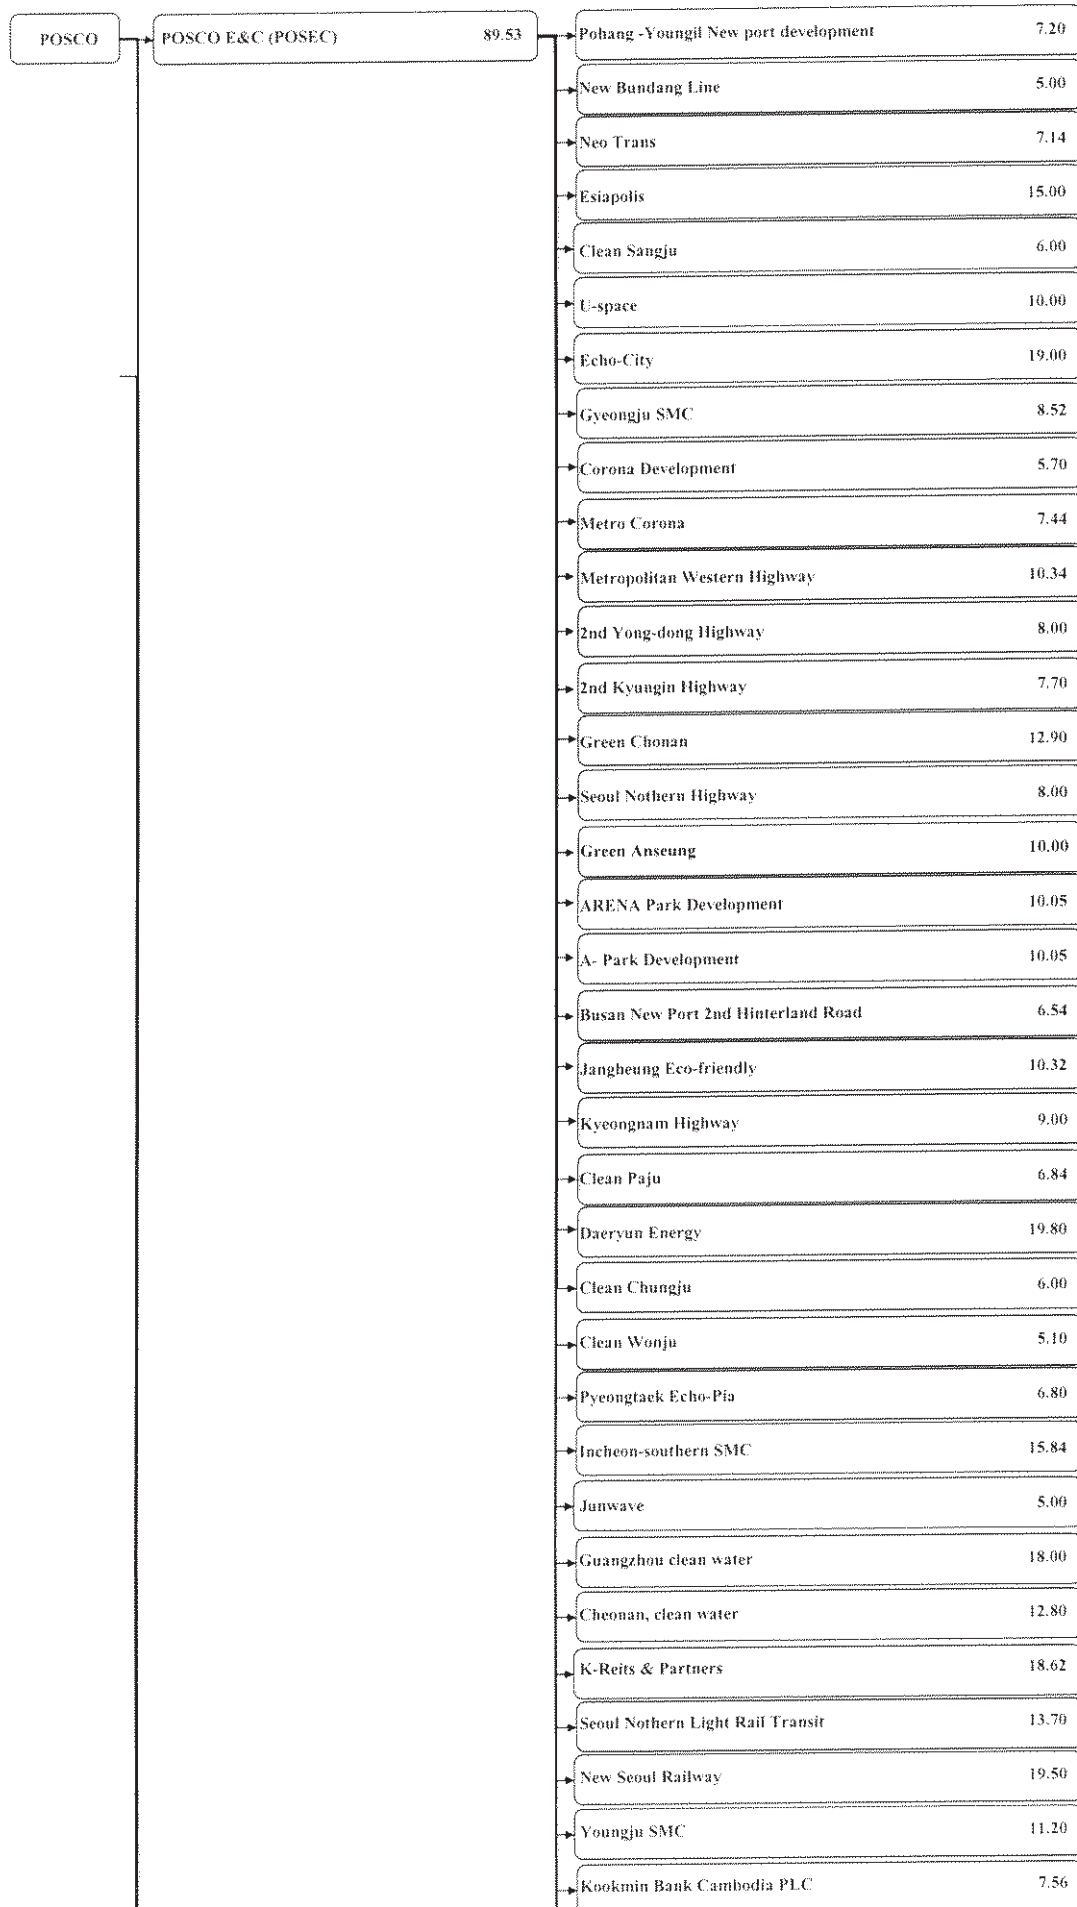 POSCO
POSCO E&C (POSEC) 89.53
Pohang -Youngil New port development 7.20
New Bundang Line 5.00
Neo Trans 7.14
Esiapolis 15.00
Clean Sangju 6.00
U-space 10.00
Echo-City 19.00
Gyeongju SMC 8.52
Corona Development 5.70
Metro Corona 7.44
Metropolitan Western Highway 10.34
2nd Yong-dong Highway 8.00
2nd Kyungin Highway 7.70
Green Chonan 12.90
Seoul Nothern Highway 8.00
Green Anseung 10.00
ARENA Park Development 10.05
A- Park Development 10.05
Busan New Port 2nd Hinterland Road 6.54
Jangheung Eco-friendly 10.32
Kyeongnam Highway 9.00
Clean Paju 6.84
Daeryun Energy 19.80
Clean Chungju 6.00
Clean Wonju 5.10
Pyeongtaek Echo-Pia 6.80
Incheon-southern SMC 15.84
Junwave 5.00
Guangzhou clean water 18.00
Cheonan, clean water 12.80
K-Reits & Partners 18.62
Seoul Nothern Light Rail Transit 13.70
New Seoul Railway 19.50
Youngju SMC 11.20
Kookmin Bank Cambodia PLC 7.56